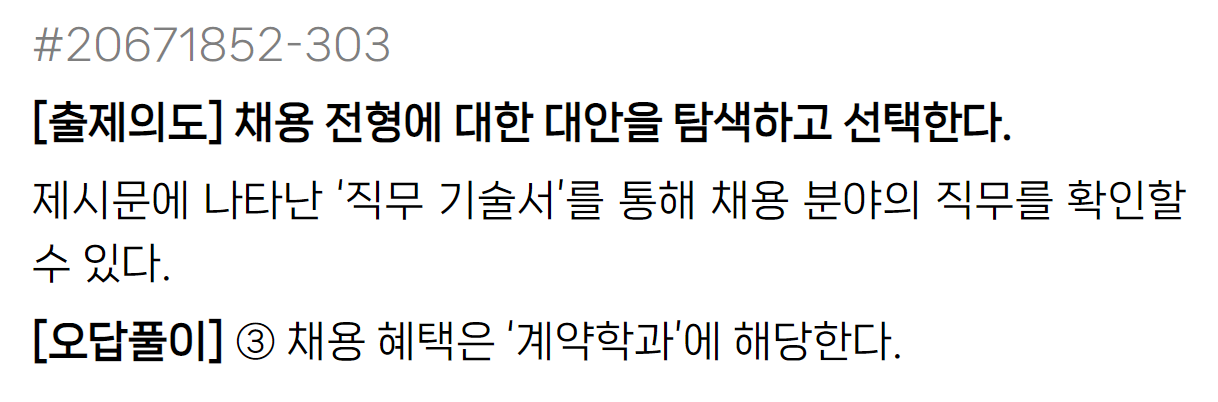 #20671852-303
[출제의도] 채용 전형에 대한 대안을 탐색하고 선택한다.
제시문에 나타난 '직무 기술서'를 통해 채용 분야의 직무를 확인할
수 있다.
[오답풀이] ③ 채용 혜택은 '계약학과'에 해당한다.